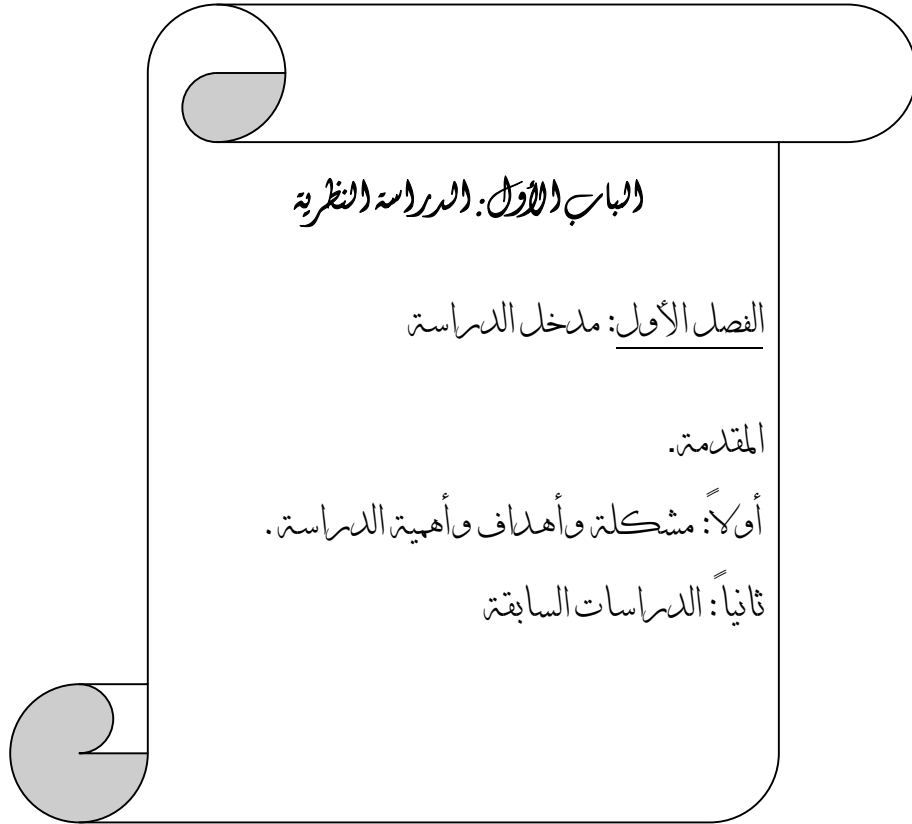 الباب الأول: الدراسة النظرية
الفصل الأول: مدخل الدراسة
المقدمة.
أولاً: مشكلة وأهداف وأهمية الدراسة.
ثانياً: الدراسات السابقة